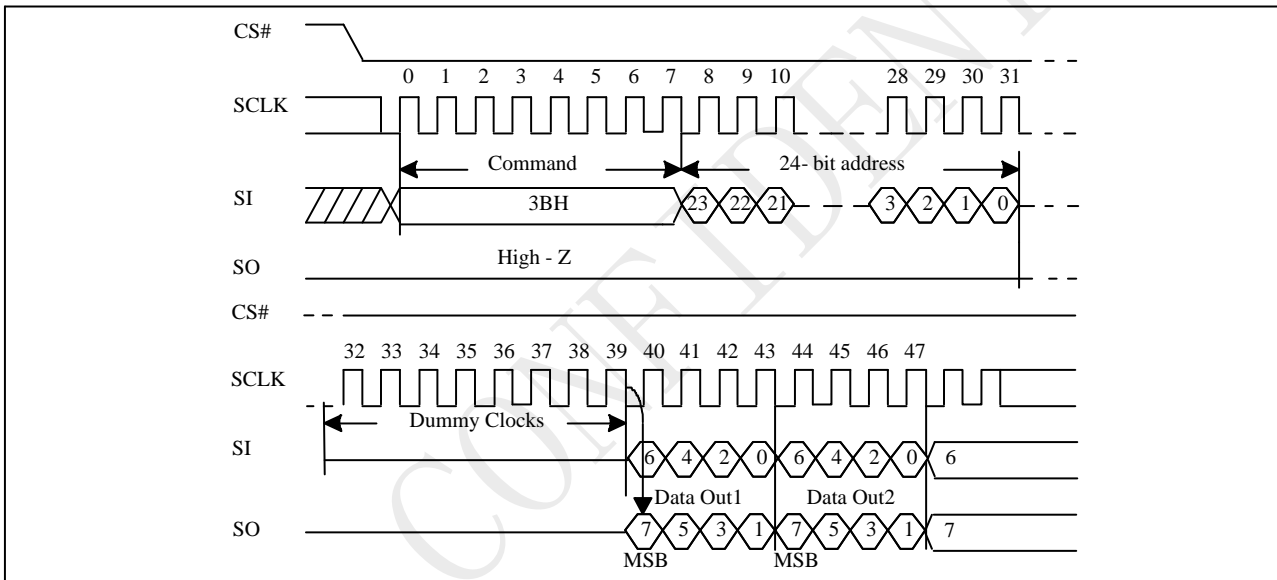 CS#
0 1 2 3 4 5 6 7 8 9 10 28 29 30 31
SCLK
Command 24- bit address
SI 3BH 23 22 21 3 2 1 0
High - Z
SO
CS#
32 33 34 35 36 37 38 39 40 41 42 43 44 45 46 47
SCLK
Dummy Clocks
SI 6 4 2 0 6 4 2 0 6
Data Out1 Data Out2
SO 7 5 3 1 7 5 3 1 7
MSB MSB
CONFIDENT